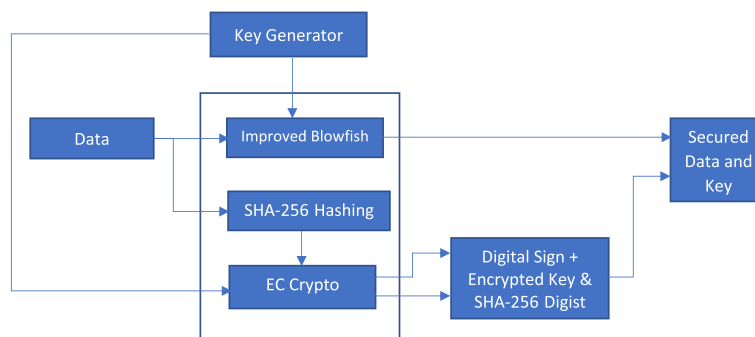 Key Generator
Data
Improved Blowfish
Secured
Data and
Key
SHA-256 Hashing
EC Crypto
Digital Sign +
Encrypted Key &
SHA-256 Digist